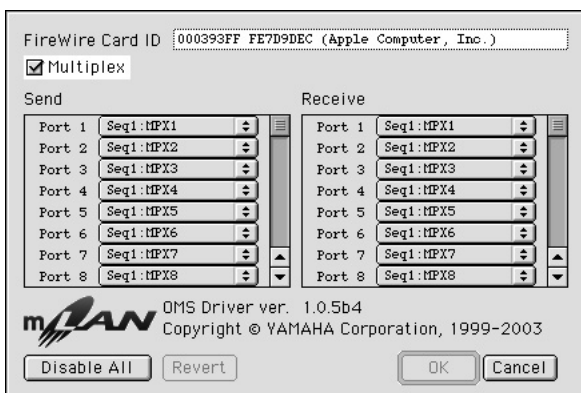 FireWire Card ID 000393FF FE7D9DEC (Apple Computer, Inc.)
Multiplex
Send
Port 1 Seq1:MPX1
Port 2 Seq1:MPX2
Port 3 Seq1:MPX3
Port 4 Seq1:MPX4
Port 5 Seq1:MPX5
Port 6 Seq1:MPX6
Port 7 Seq1:MPX7
Port 8 Seq1:MPX8
Receive
Port 1 Seq1:MPX1
Port 2 Seq1:MPX2
Port 3 Seq1:MPX3
Port 4 Seq1:MPX4
Port 5 Seq1:MPX5
Port 6 Seq1:MPX6
Port 7 Seq1:MPX7
Port 8 Seq1:MPX8
mLAN
OMS Driver ver. 1.0.5b4
Copyright © YAMAHA Corporation, 1999-2003
Disable All Revert OK Cancel